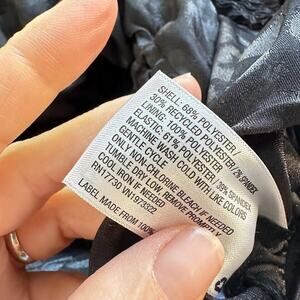 SHELL: 68% POLYESTER/
30% RECYCLED POLYESTER/ 2% SPANDEX
LINING: 100% POLYESTER
ELASTIC: 61% POLYESTER/ 39% SPANDEX
MACHINE WASH COLD WITH LIKE COLORS
GENTLE CYCLE
ONLY NON-CHLORINE BLEACH IF NEEDED
TUMBLE DRY LOW / REMOVE PROMPTLY
COOL IRON IF NEEDED
RN17730 VN1973322
LABEL MADE FROM 100%